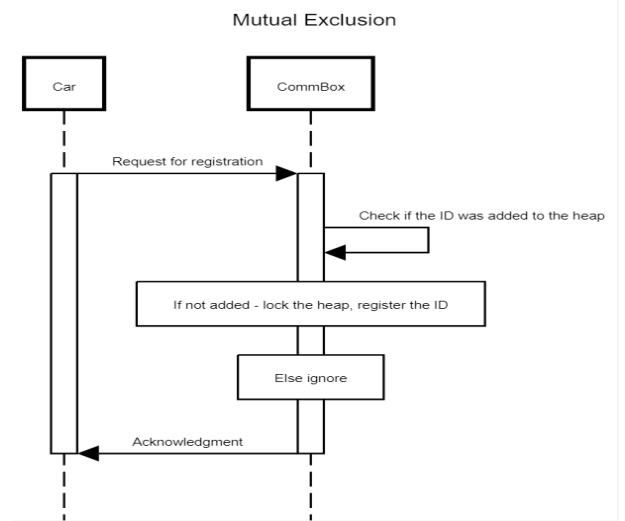 Mutual Exclusion
Car
CommBox
Request for registration
Check if the ID was added to the heap
If not added - lock the heap, register the ID
Else ignore
Acknowledgment